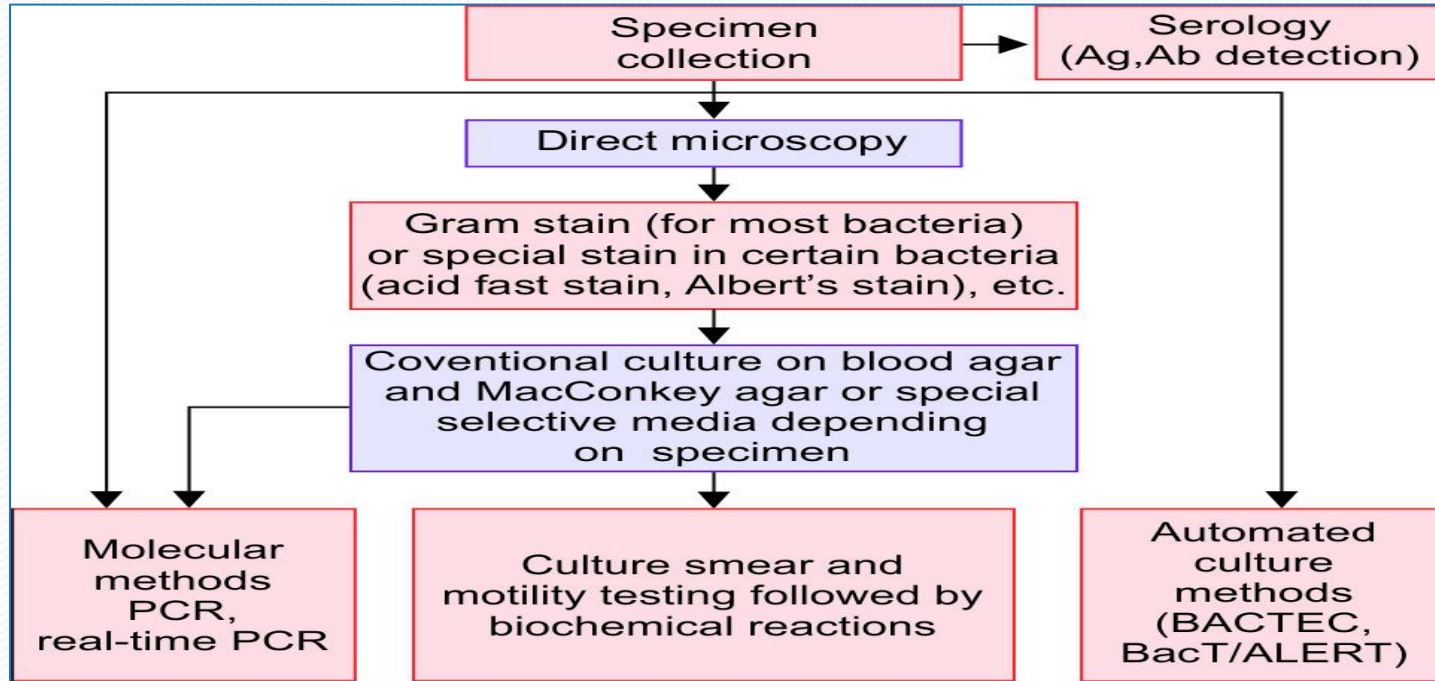 Specimen
collection
Serology
(Ag,Ab detection)
Direct microscopy
Gram stain (for most bacteria)
or special stain in certain bacteria
(acid fast stain, Albert's stain), etc.
Coventional culture on blood agar
and MacConkey agar or special
selective media depending
on specimen
Molecular
methods
PCR,
real-time PCR
Culture smear and
motility testing followed by
biochemical reactions
Automated
culture
methods
(BACTEC,
BacT/ALERT)